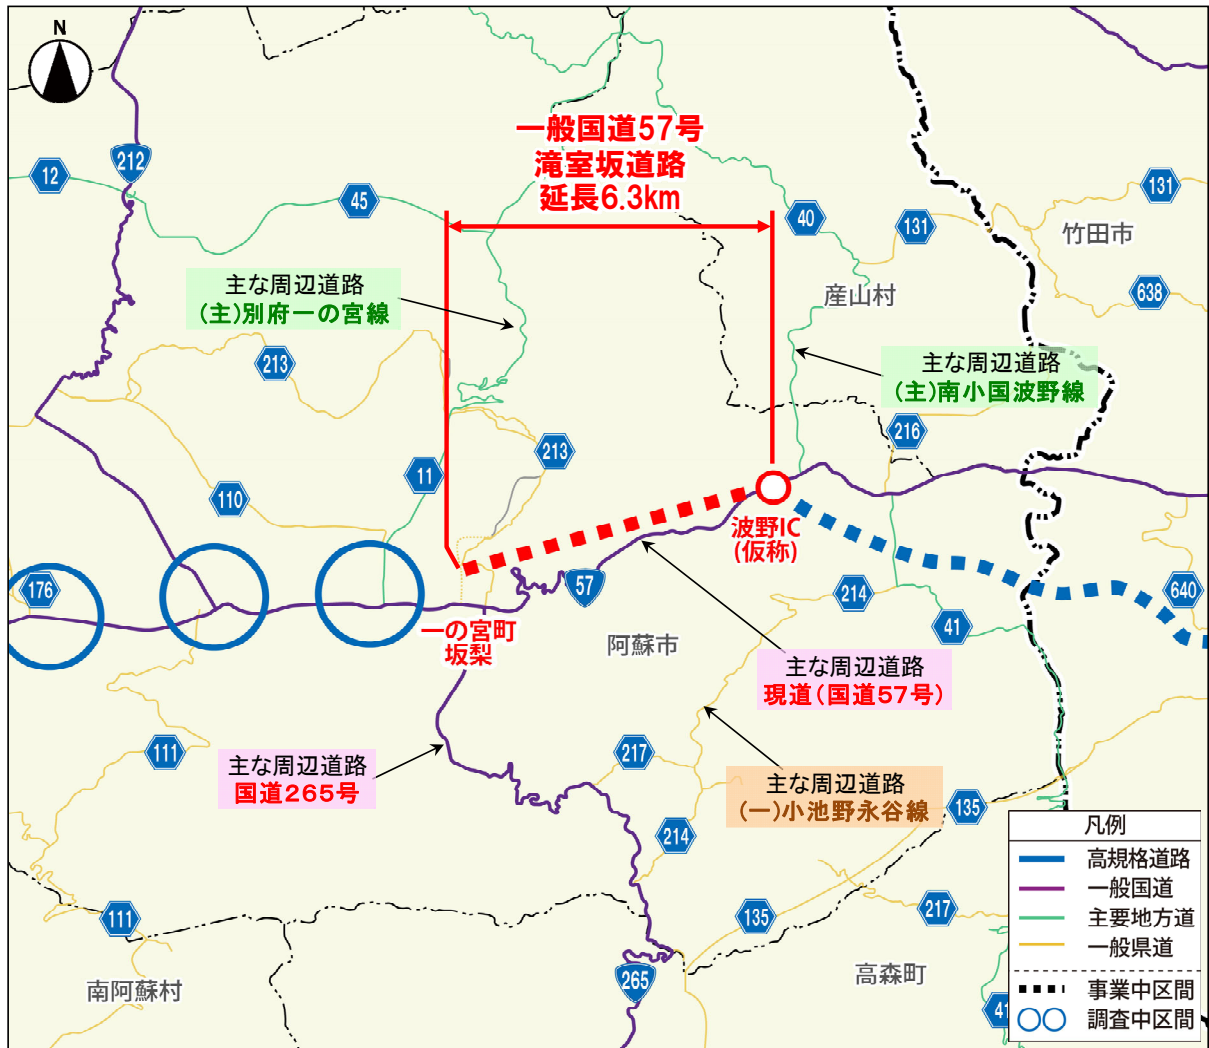 N
一般国道57号
滝室坂道路
延長6.3km
212
12
45
40
131
131
竹田市
638
産山村
主な周辺道路
(主)別府一の宮線
主な周辺道路
(主)南小国波野線
213
216
213
11
110
波野IC
(仮称)
176
57
214
640
41
一の宮町
坂梨
阿蘇市
主な周辺道路
現道(国道57号)
111
217
主な周辺道路
国道265号
主な周辺道路
(一)小池野永谷線
135
214
凡例
高規格道路
一般国道
主要地方道
一般県道
事業中区間
調査中区間
111
135
217
265
高森町
南阿蘇村
41